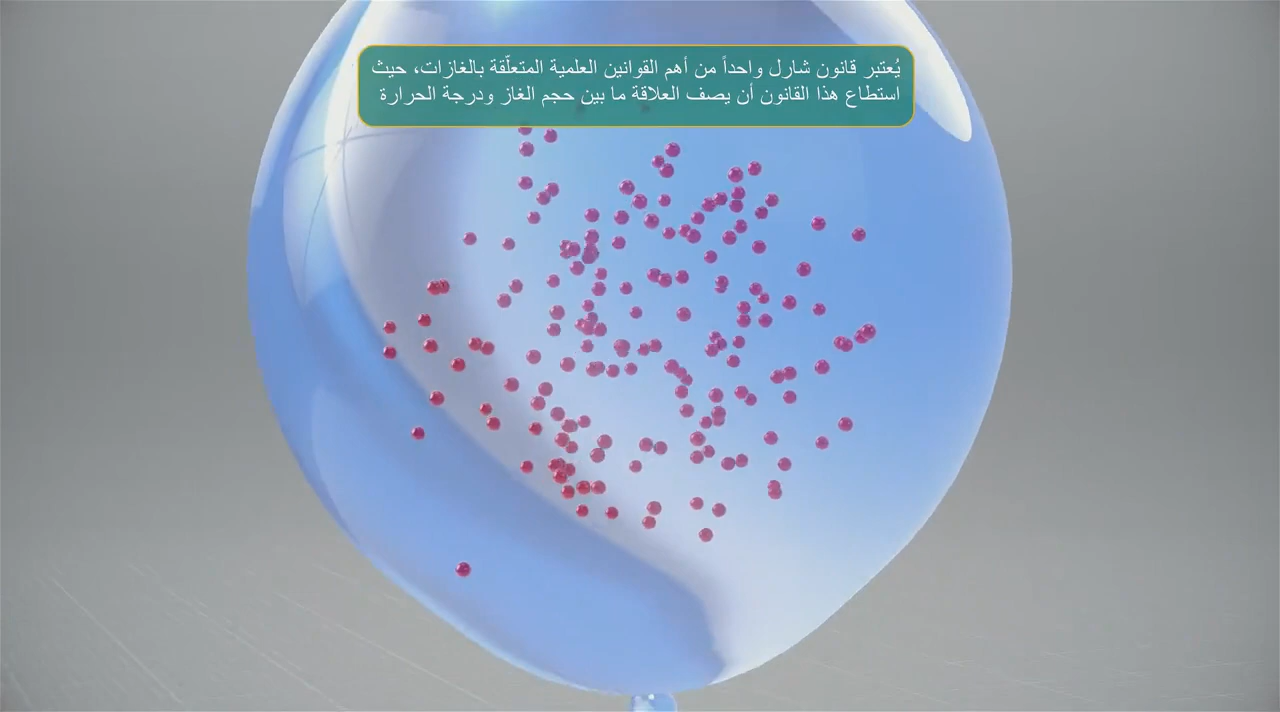 يُعتبر قانون شارل واحداً من أهم القوانين العلمية المتعلّقة بالغازات، حيث
استطاع هذا القانون أن يصف العلاقة ما بين حجم الغاز ودرجة الحرارة